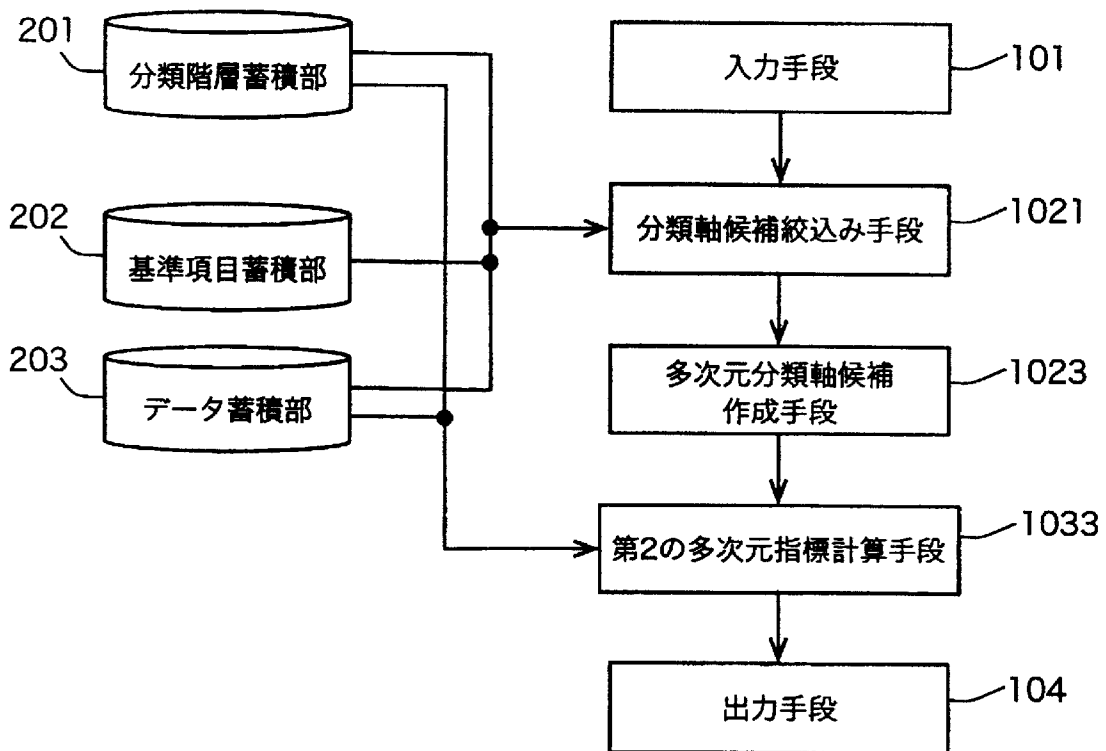 201
分類階層蓄積部
202
基準項目蓄積部
203
データ蓄積部
入力手段
101
分類軸候補絞込み手段
1021
多次元分類軸候補
作成手段
1023
第2の多次元指標計算手段
1033
出力手段
104